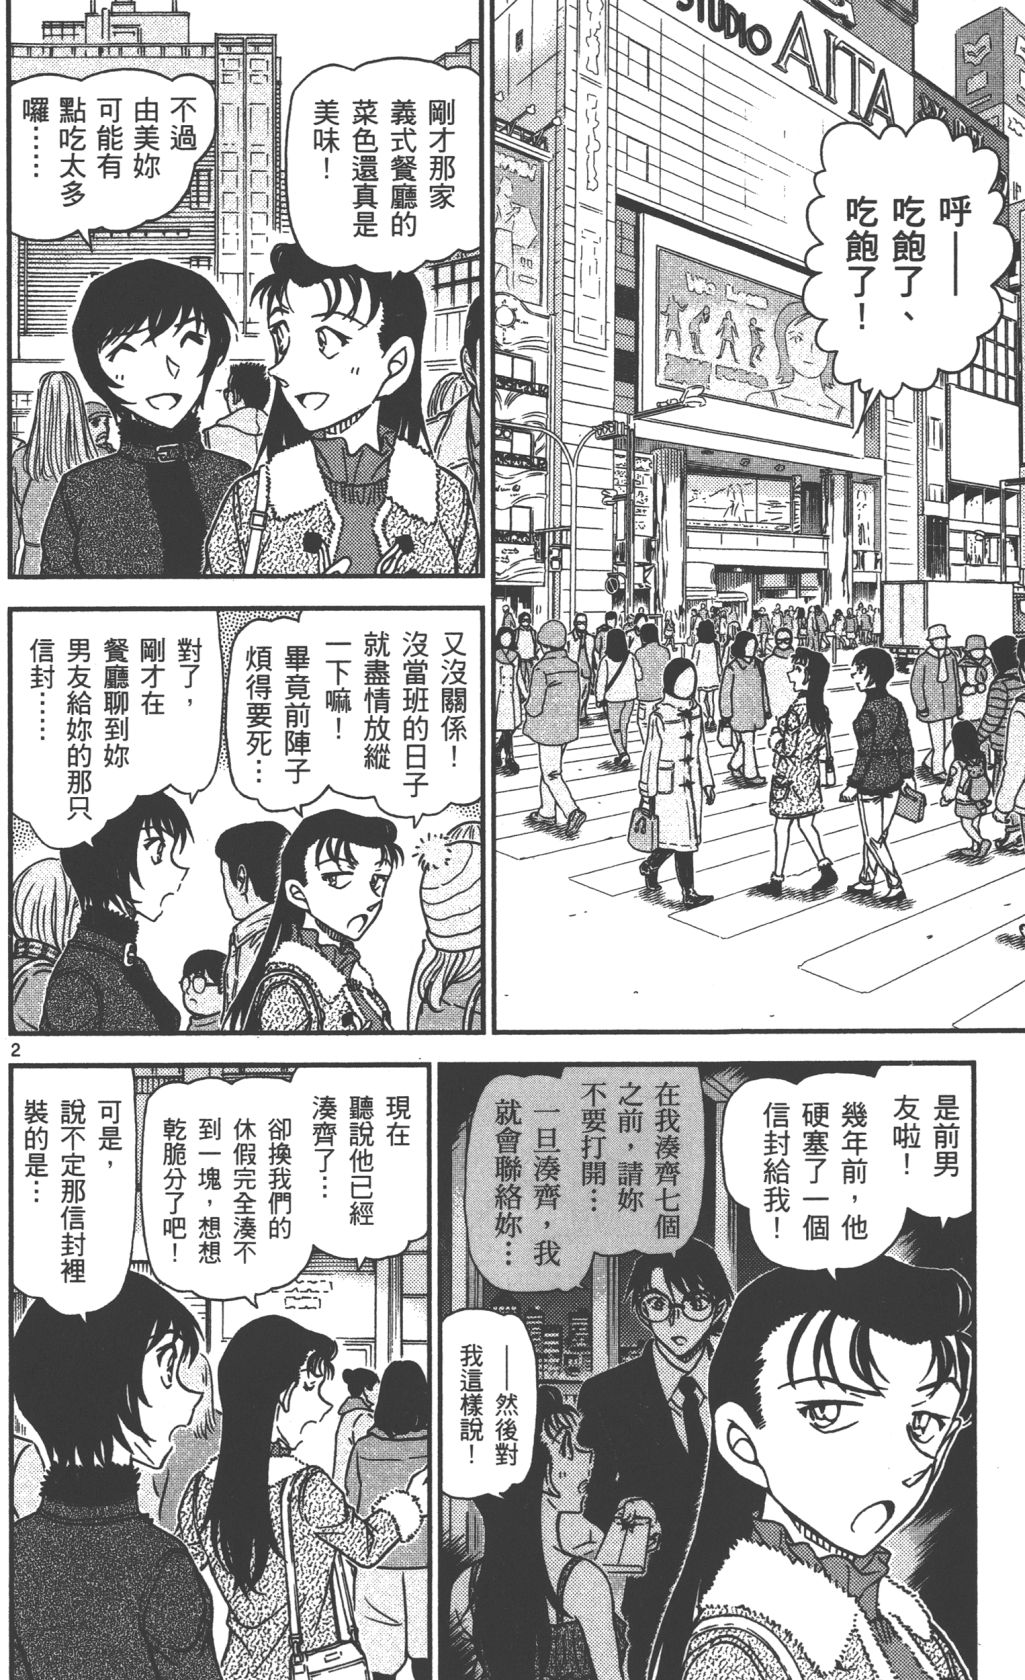 STUDIO AITA
呼——
吃飽了、
吃飽了！
剛才那家
義式餐廳的
菜色還真是
美味！
不過
由美妳
可能有
點吃太多
囉……
又沒關係！
沒當班的日子
就盡情放縱
一下嘛！
畢竟前陣子
煩得要死…
對了，
剛才在
餐廳聊到妳
男友給妳的那只
信封……
2
是前男
友啦！
幾年前，他
硬塞了一個
信封給我！
在我湊齊七個
之前，請妳
不要打開…
一旦湊齊，我
就會聯絡妳…
——然後對
我這樣說！
現在
聽說他已經
湊齊了…
卻換我們的
休假完全湊不
到一塊，想想
乾脆分了吧！
可是，
說不定那信封裡
裝的是…